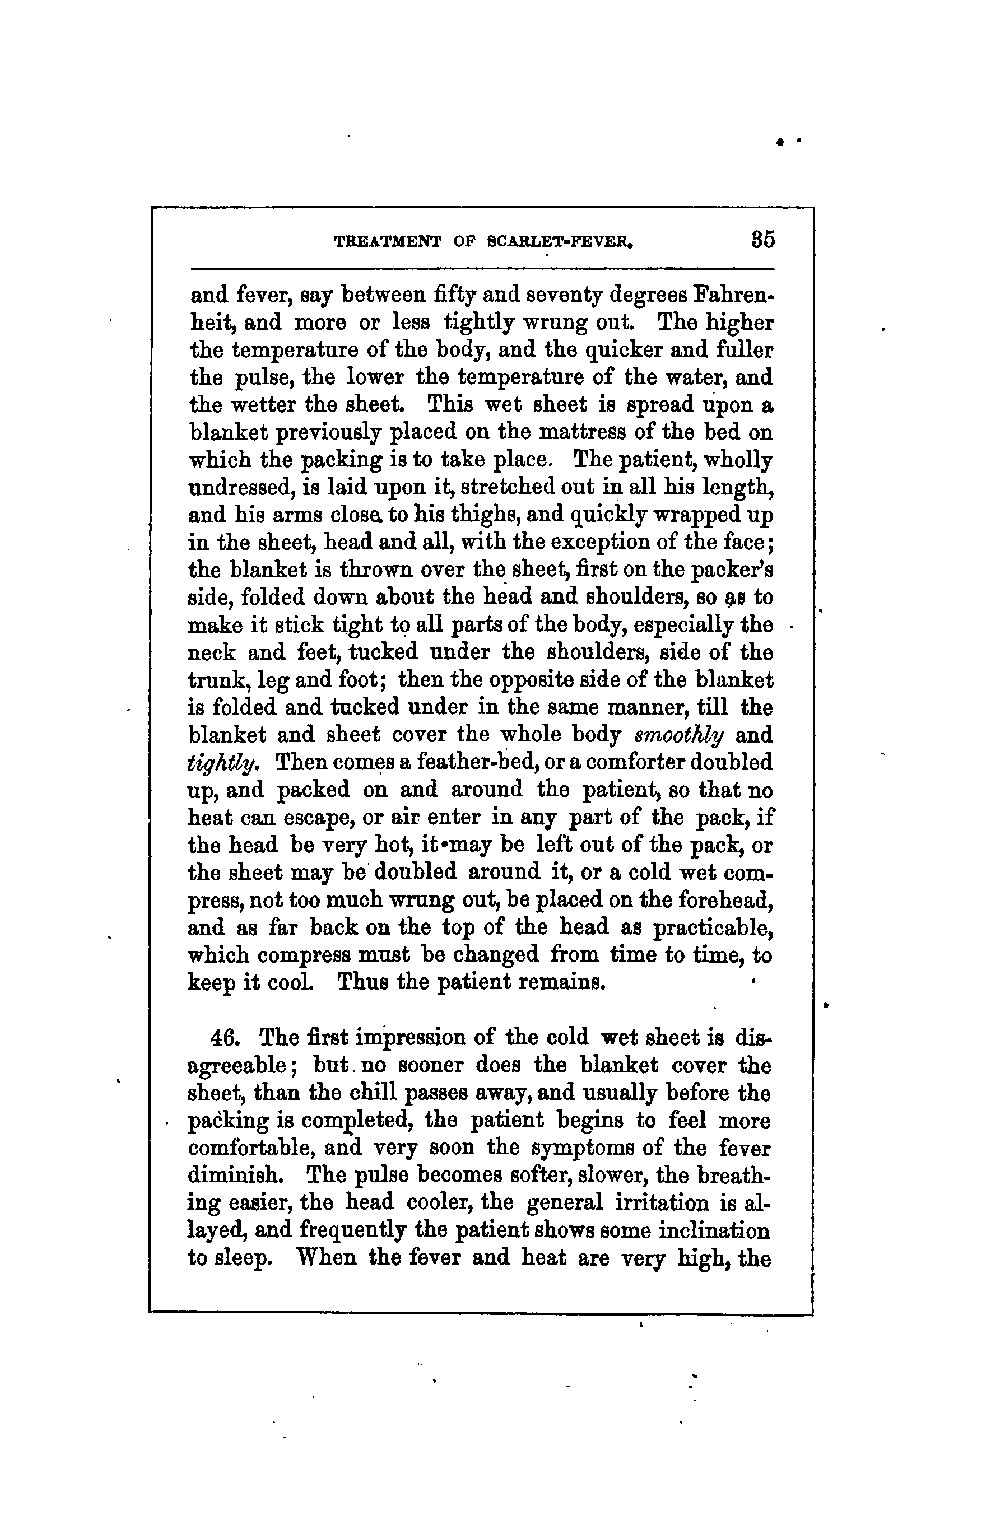 TREATMENT OF SCARLET-FEVER. 35
and fever, say between fifty and seventy degrees Fahren-
heit, and more or less tightly wrung out. The higher
the temperature of the body, and the quicker and fuller
the pulse, the lower the temperature of the water, and
the wetter the sheet. This wet sheet is spread upon a
blanket previously placed on the mattress of the bed on
which the packing is to take place. The patient, wholly
undressed, is laid upon it, stretched out in all his length,
and his arms close to his thighs, and quickly wrapped up
in the sheet, head and all, with the exception of the face;
the blanket is thrown over the sheet, first on the packer's
side, folded down about the head and shoulders, so as to
make it stick tight to all parts of the body, especially the
neck and feet, tucked under the shoulders, side of the
trunk, leg and foot; then the opposite side of the blanket
is folded and tucked under in the same manner, till the
blanket and sheet cover the whole body smoothly and
tightly. Then comes a feather-bed, or a comforter doubled
up, and packed on and around the patient, so that no
heat can escape, or air enter in any part of the pack, if
the head be very hot, it may be left out of the pack, or
the sheet may be doubled around it, or a cold wet com-
press, not too much wrung out, be placed on the forehead,
and as far back on the top of the head as practicable,
which compress must be changed from time to time, to
keep it cool. Thus the patient remains.
46. The first impression of the cold wet sheet is dis-
agreeable; but no sooner does the blanket cover the
sheet, than the chill passes away, and usually before the
packing is completed, the patient begins to feel more
comfortable, and very soon the symptoms of the fever
diminish. The pulse becomes softer, slower, the breath-
ing easier, the head cooler, the general irritation is al-
layed, and frequently the patient shows some inclination
to sleep. When the fever and heat are very high, the